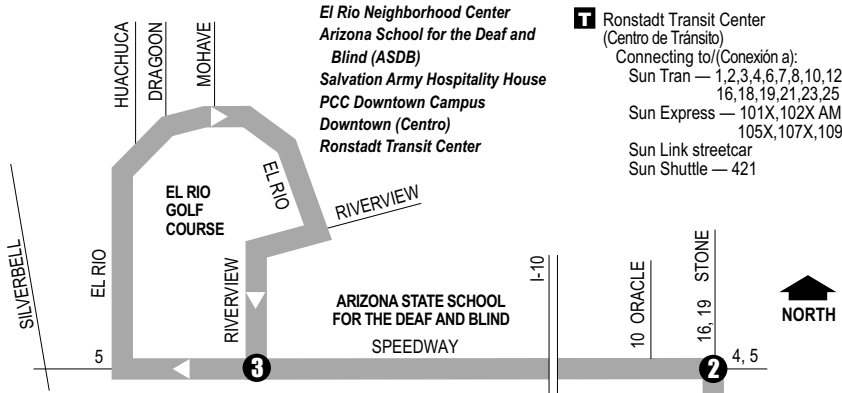 El Rio Neighborhood Center
Arizona School for the Deaf and
Blind (ASDB)
Salvation Army Hospitality House
PCC Downtown Campus
Downtown (Centro)
Ronstadt Transit Center
T Ronstadt Transit Center
(Centro de Tránsito)
Connecting to/(Conexión a):
Sun Tran — 1,2,3,4,6,7,8,10,12
16,18,19,21,23,25
Sun Express — 101X,102X AM
105X,107X,109
Sun Link streetcar
Sun Shuttle — 421
HUACHUCA
DRAGOON
MOHAVE
EL RIO
RIVERVIEW
EL RIO
GOLF
COURSE
SILVERBELL
EL RIO
RIVERVIEW
ARIZONA STATE SCHOOL
FOR THE DEAF AND BLIND
SPEEDWAY
I-10
10 ORACLE
16, 19 STONE
NORTH
5
3
2
4, 5